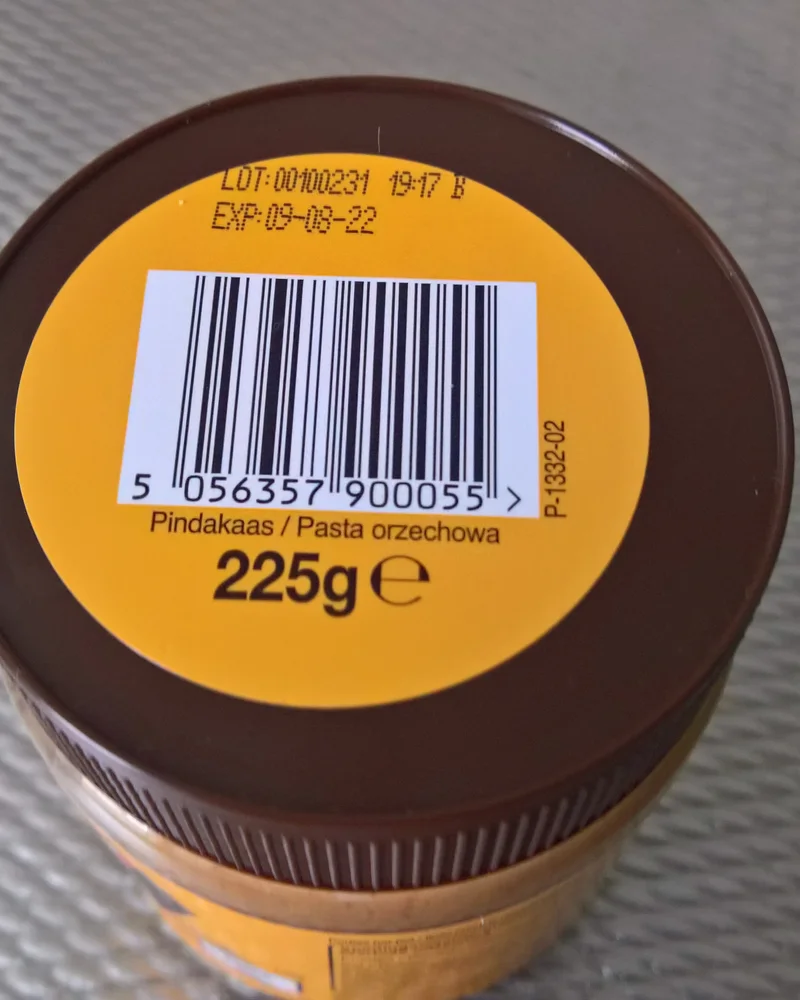 LOT:00100231 19:17 B
EXP:09-08-22
5 056357 900055 >
P-1332-02
Pindakaas / Pasta orzechowa
225g ℮